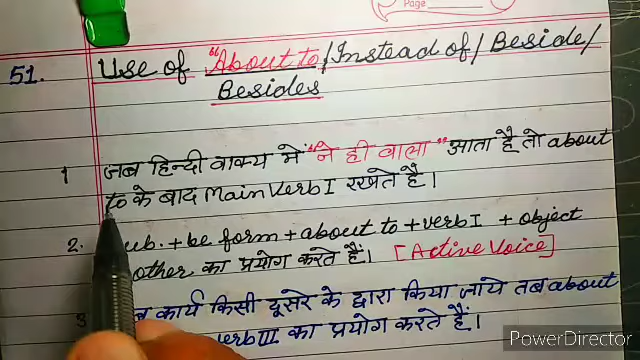 Page
51. Use of "About to/Instead of/Beside/
Besides
1 जब हिन्दी वाक्य में "ने ही वाला" आता है तो about
to के बाद Main Verb I रखते है।
2. ub. + be form + about to + verb I + object
other का प्रयोग करते हैं। [Active Voice]
3 कार्य किसी दूसरे के द्वारा किया जाये तब about
verb III का प्रयोग करते हैं।
PowerDirector